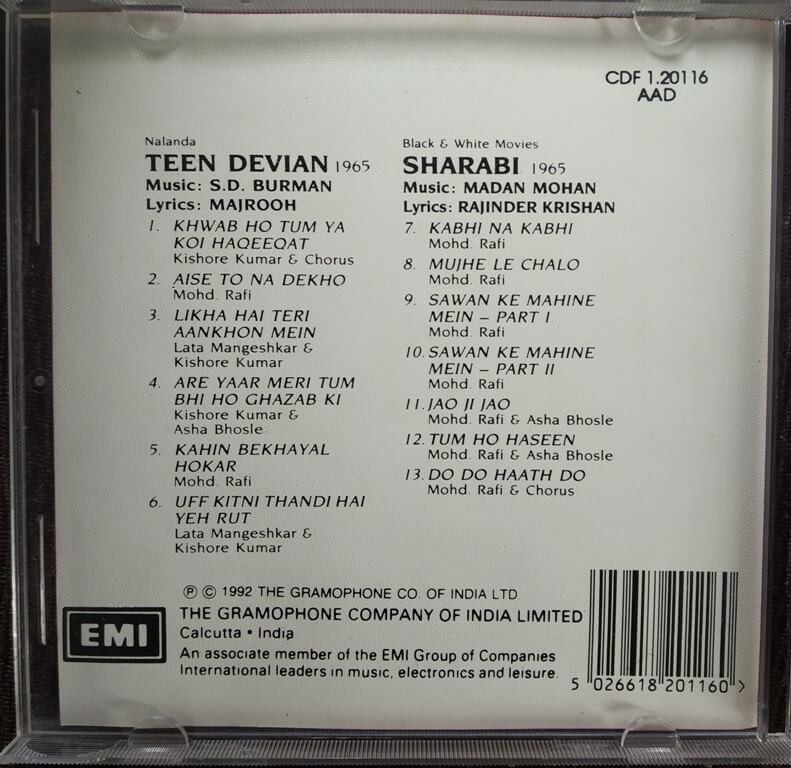 CDF 1.20116
AAD
Nalanda
TEEN DEVIAN 1965
Music: S.D. BURMAN
Lyrics: MAJROOH
1. KHWAB HO TUM YA
KOI HAQEEQAT
Kishore Kumar & Chorus
2. AISE TO NA DEKHO
Mohd. Rafi
3. LIKHA HAI TERI
AANKHON MEIN
Lata Mangeshkar &
Kishore Kumar
4. ARE YAAR MERI TUM
BHI HO GHAZAB KI
Kishore Kumar &
Asha Bhosle
5. KAHIN BEKHAYAL
HOKAR
Mohd. Rafi
6. UFF KITNI THANDI HAI
YEH RUT
Lata Mangeshkar &
Kishore Kumar
Black & White Movies
SHARABI 1965
Music: MADAN MOHAN
Lyrics: RAJINDER KRISHAN
7. KABHI NA KABHI
Mohd. Rafi
8. MUJHE LE CHALO
Mohd. Rafi
9. SAWAN KE MAHINE
MEIN – PART I
Mohd. Rafi
10. SAWAN KE MAHINE
MEIN – PART II
Mohd. Rafi
11. JAO JI JAO
Mohd. Rafi & Asha Bhosle
12. TUM HO HASEEN
Mohd. Rafi & Asha Bhosle
13. DO DO HAATH DO
Mohd. Rafi & Chorus
℗ © 1992 THE GRAMOPHONE CO. OF INDIA LTD
THE GRAMOPHONE COMPANY OF INDIA LIMITED
Calcutta • India
An associate member of the EMI Group of Companies
International leaders in music, electronics and leisure.
EMI
5 026618 201160 >